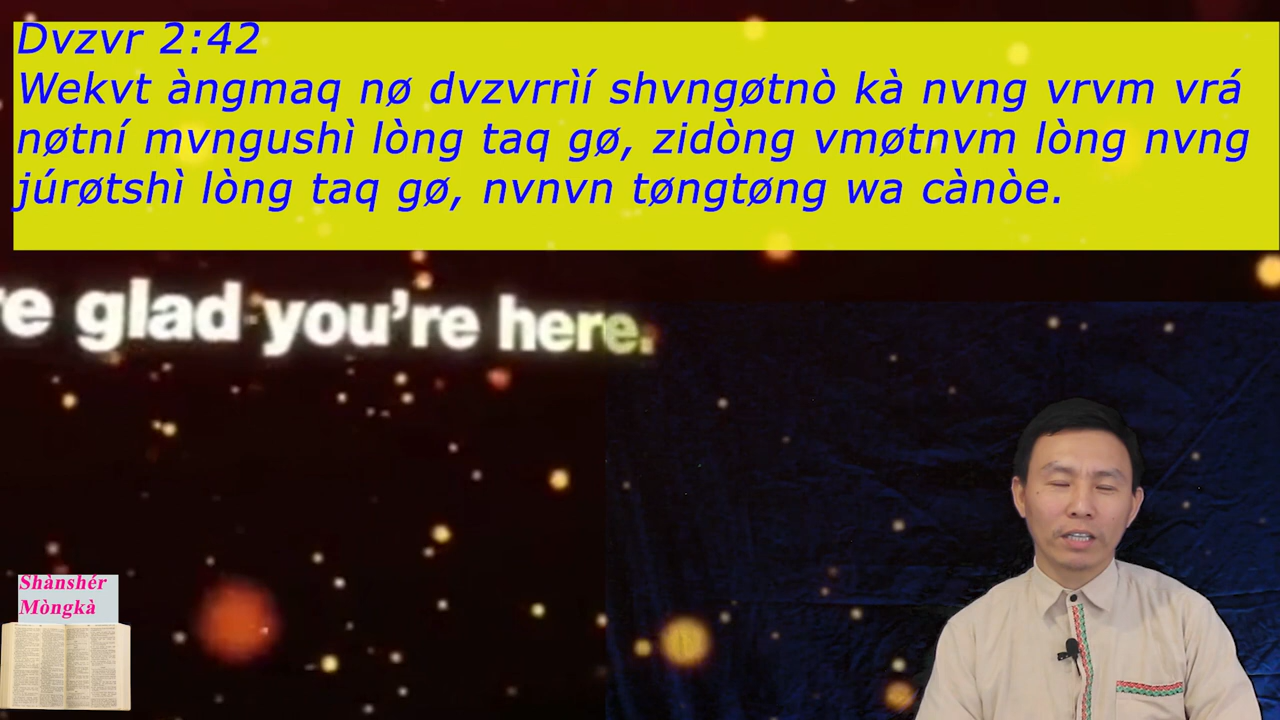 Dvzvr 2:42
Wekvt àngmaq nø dvzvrrìí shvngøtnò kà nvng vrvm vrá
nøtní mvngushì lòng taq gø, zidòng vmøtnvm lòng nvng
júrøtshì lòng taq gø, nvnvn tøngtøng wa cànòe.
're glad you're here.
Shànshér
Mòngkà